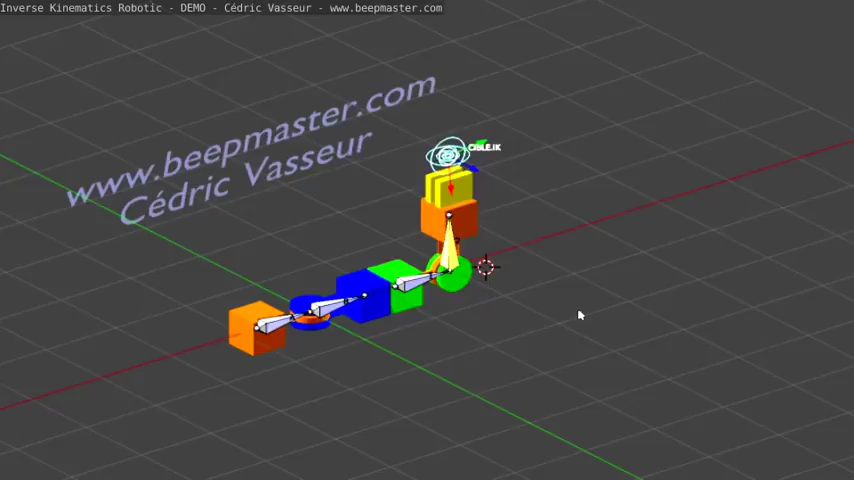 Inverse Kinematics Robotic - DEMO - Cédric Vasseur - www.beepmaster.com
www.beepmaster.com
Cédric Vasseur
CIBLE.IK